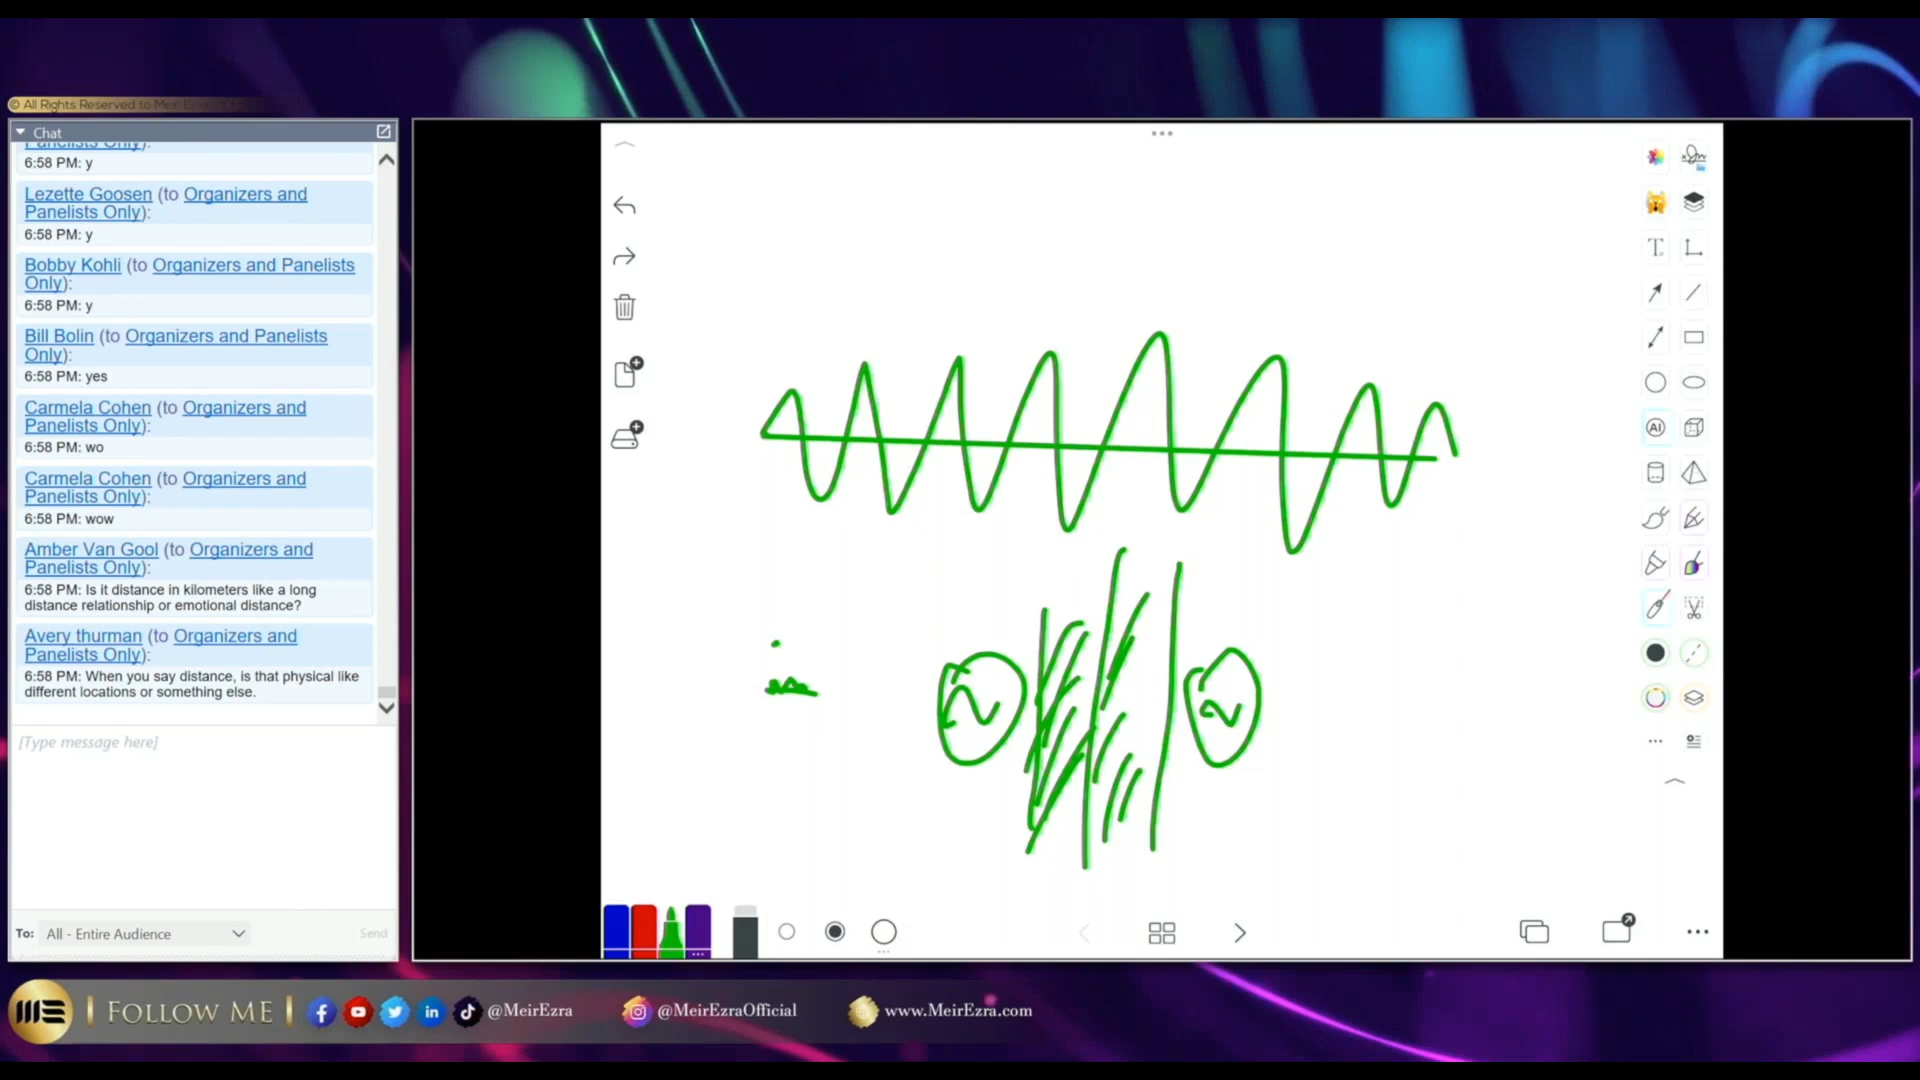 © All Rights Reserved to Meir Ez
Chat
Panelists Only):
6:58 PM: y
Lezette Goosen (to Organizers and
Panelists Only):
6:58 PM: y
Bobby Kohli (to Organizers and Panelists
Only):
6:58 PM: y
Bill Bolin (to Organizers and Panelists
Only):
6:58 PM: yes
Carmela Cohen (to Organizers and
Panelists Only):
6:58 PM: wo
Carmela Cohen (to Organizers and
Panelists Only):
6:58 PM: wow
Amber Van Gool (to Organizers and
Panelists Only):
6:58 PM: Is it distance in kilometers like a long
distance relationship or emotional distance?
Avery thurman (to Organizers and
Panelists Only):
6:58 PM: When you say distance, is that physical like
different locations or something else.
[Type message here]
To: All - Entire Audience
Send
T
AI
ME FOLLOW ME @MeirEzra @MeirEzraOfficial www.MeirEzra.com